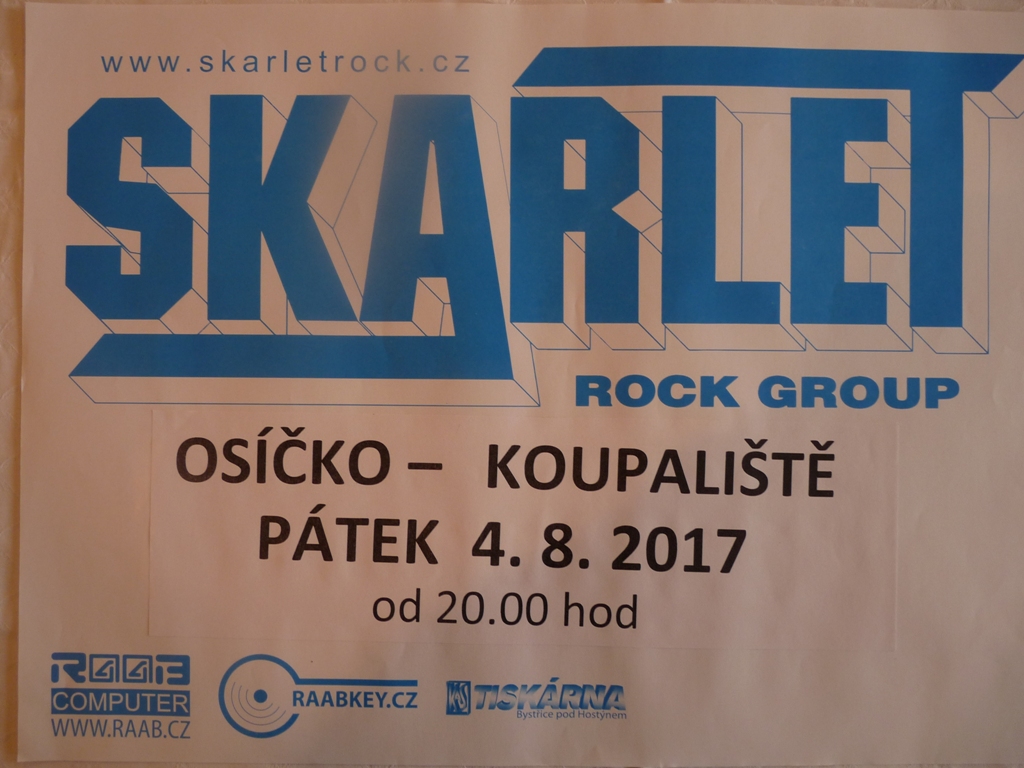 www.skarletrock.cz
SKARLET
ROCK GROUP
OSÍČKO – KOUPALIŠTĚ
PÁTEK 4. 8. 2017
od 20.00 hod
RAAB
COMPUTER
WWW.RAAB.CZ
RAABKEY.CZ
KAS TISKÁRNA
Bystřice pod Hostýnem